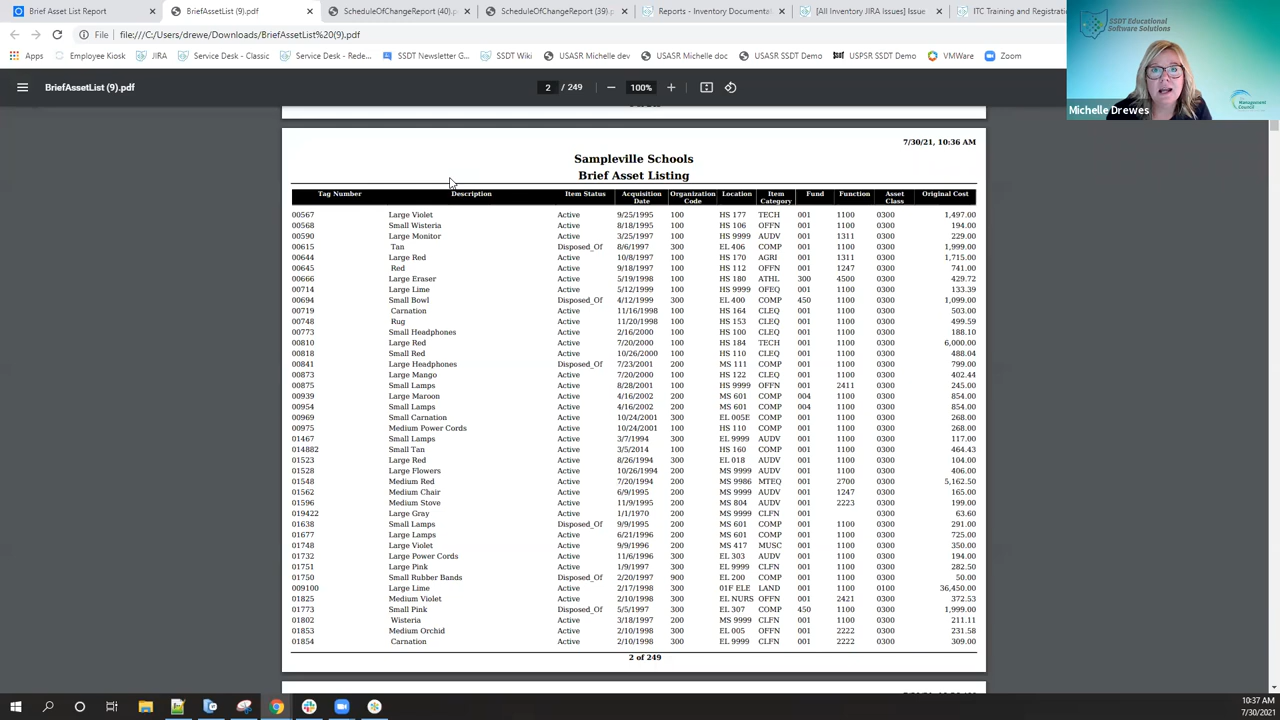 Brief Asset List Report
BriefAssetList (9).pdf
ScheduleOfChangeReport (40).p
ScheduleOfChangeReport (39).p
Reports - Inventory Documenta
[All Inventory JIRA Issues] Issue
ITC Training and Registratio
File | file:///C:/Users/drewe/Downloads/BriefAssetList%20(9).pdf
Apps
Employee Kiosk
JIRA
Service Desk - Classic
Service Desk - Rede...
SSDT Newsletter G...
SSDT Wiki
USASR Michelle dev
USASR Michelle doc
USASR SSDT Demo
USPSR SSDT Demo
VMWare
Zoom
SSDT Educational
Software Solutions
Management
Council
Michelle Drewes
BriefAssetList (9).pdf
2 / 249
100%
7/30/21, 10:36 AM
Sampleville Schools
Brief Asset Listing
Tag Number Description Item Status Acquisition Organization Location Item Fund Function Asset Original Cost
Date Code Category Class
00567 Large Violet Active 9/25/1995 100 HS 177 TECH 001 1100 0300 1,497.00
00568 Small Wisteria Active 8/18/1995 100 HS 106 OFFN 001 1100 0300 194.00
00590 Large Monitor Active 3/25/1997 100 HS 9999 AUDV 001 1311 0300 229.00
00615 Tan Disposed_Of 8/6/1997 300 EL 406 COMP 001 1100 0300 1,999.00
00644 Large Red Active 10/8/1997 100 HS 170 AGRI 001 1311 0300 1,715.00
00645 Red Active 9/18/1997 100 HS 112 OFFN 001 1247 0300 741.00
00666 Large Eraser Active 5/19/1998 100 HS 180 ATHL 300 4500 0300 429.72
00714 Large Lime Active 5/12/1999 100 HS 9999 OFEQ 001 1100 0300 133.39
00694 Small Bowl Disposed_Of 4/12/1999 300 EL 400 COMP 450 1100 0300 1,099.00
00719 Carnation Active 11/16/1998 100 HS 164 CLEQ 001 1100 0300 503.00
00748 Rug Active 11/20/1998 100 HS 153 CLEQ 001 1100 0300 499.59
00773 Small Headphones Active 2/16/2000 100 HS 100 CLEQ 001 1100 0300 188.10
00810 Large Red Active 7/20/2000 100 HS 184 TECH 001 1100 0300 6,000.00
00818 Small Red Active 10/26/2000 100 HS 110 CLEQ 001 1100 0300 488.04
00841 Large Headphones Disposed_Of 7/23/2001 200 MS 111 COMP 001 1100 0300 799.00
00873 Large Mango Active 7/20/2000 100 HS 122 CLEQ 001 1100 0300 402.44
00875 Small Lamps Active 8/28/2001 100 HS 9999 OFFN 001 2411 0300 245.00
00939 Large Maroon Active 4/16/2002 200 MS 601 COMP 004 1100 0300 854.00
00954 Small Lamps Active 4/16/2002 200 MS 601 COMP 004 1100 0300 854.00
00969 Small Carnation Active 10/24/2001 300 EL 005E COMP 001 1100 0300 268.00
00975 Medium Power Cords Active 10/24/2001 100 HS 110 COMP 001 1100 0300 268.00
01467 Small Lamps Active 3/7/1994 300 EL 9999 AUDV 001 1100 0300 117.00
014882 Small Tan Active 3/5/2014 100 HS 160 COMP 001 1100 0300 464.43
01523 Large Red Active 8/26/1994 300 EL 018 AUDV 001 1100 0300 104.00
01528 Large Flowers Active 10/26/1994 200 MS 9999 AUDV 001 1100 0300 406.00
01548 Medium Red Active 7/20/1994 200 MS 9986 MTEQ 001 2700 0300 5,162.50
01562 Medium Chair Active 6/9/1995 200 MS 9999 AUDV 001 1247 0300 165.00
01596 Medium Stove Active 11/9/1995 200 MS 804 AUDV 001 2223 0300 199.00
019422 Large Gray Active 1/1/1970 200 MS 9999 CLFN 001 0300 63.60
01638 Small Lamps Disposed_Of 9/9/1995 200 MS 601 COMP 001 1100 0300 291.00
01677 Large Lamps Active 6/21/1996 200 MS 601 COMP 001 1100 0300 725.00
01748 Large Violet Active 9/9/1996 200 MS 417 MUSC 001 1100 0300 350.00
01732 Large Power Cords Active 11/6/1996 300 EL 303 AUDV 001 1100 0300 194.00
01751 Large Pink Active 1/9/1997 300 EL 9999 CLFN 001 1100 0300 282.50
01750 Small Rubber Bands Disposed_Of 2/20/1997 900 EL 200 COMP 001 1100 0300 50.00
009100 Large Lime Active 2/17/1998 300 01F ELE LAND 001 1100 0100 36,450.00
01825 Medium Violet Active 2/10/1998 300 EL NURS OFFN 001 2421 0300 372.53
01773 Small Pink Disposed_Of 5/5/1997 300 EL 307 COMP 450 1100 0300 1,999.00
01802 Wisteria Active 3/18/1997 200 MS 9999 CLFN 001 1100 0300 211.11
01853 Medium Orchid Active 2/10/1998 300 EL 005 OFFN 001 2222 0300 231.58
01854 Carnation Active 2/10/1998 300 EL 9999 CLFN 001 2222 0300 309.00
2 of 249
10:37 AM
7/30/2021